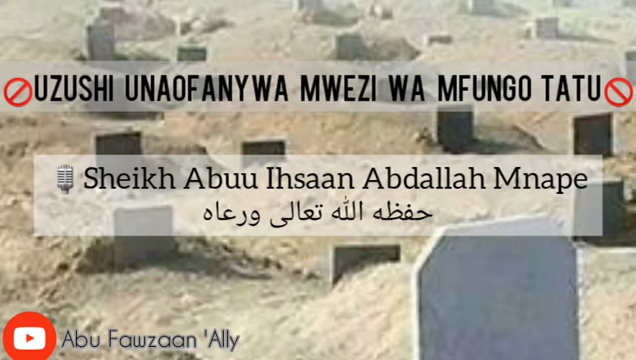 UZUSHI UNAOFANYWA MWEZI WA MFUNGO TATU
Sheikh Abuu Ihsaan Abdallah Mnape
حفظه الله تعالى ورعاه
Abu Fawzaan 'Ally